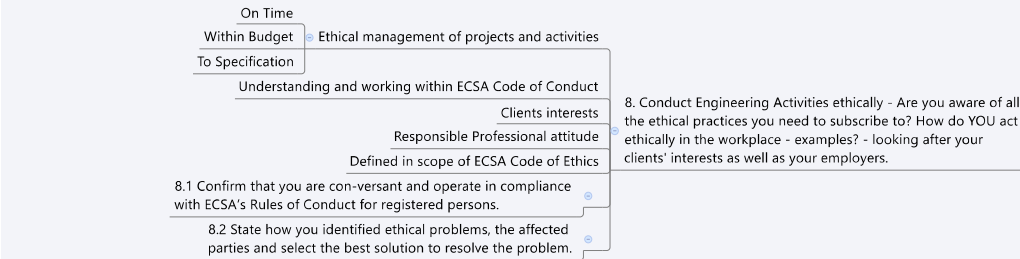 On Time
Within Budget
To Specification
Ethical management of projects and activities
Understanding and working within ECSA Code of Conduct
Clients interests
Responsible Professional attitude
Defined in scope of ECSA Code of Ethics
8.1 Confirm that you are con-versant and operate in compliance
with ECSA's Rules of Conduct for registered persons.
8.2 State how you identified ethical problems, the affected
parties and select the best solution to resolve the problem.
8. Conduct Engineering Activities ethically - Are you aware of all
the ethical practices you need to subscribe to? How do YOU act
ethically in the workplace - examples? - looking after your
clients' interests as well as your employers.